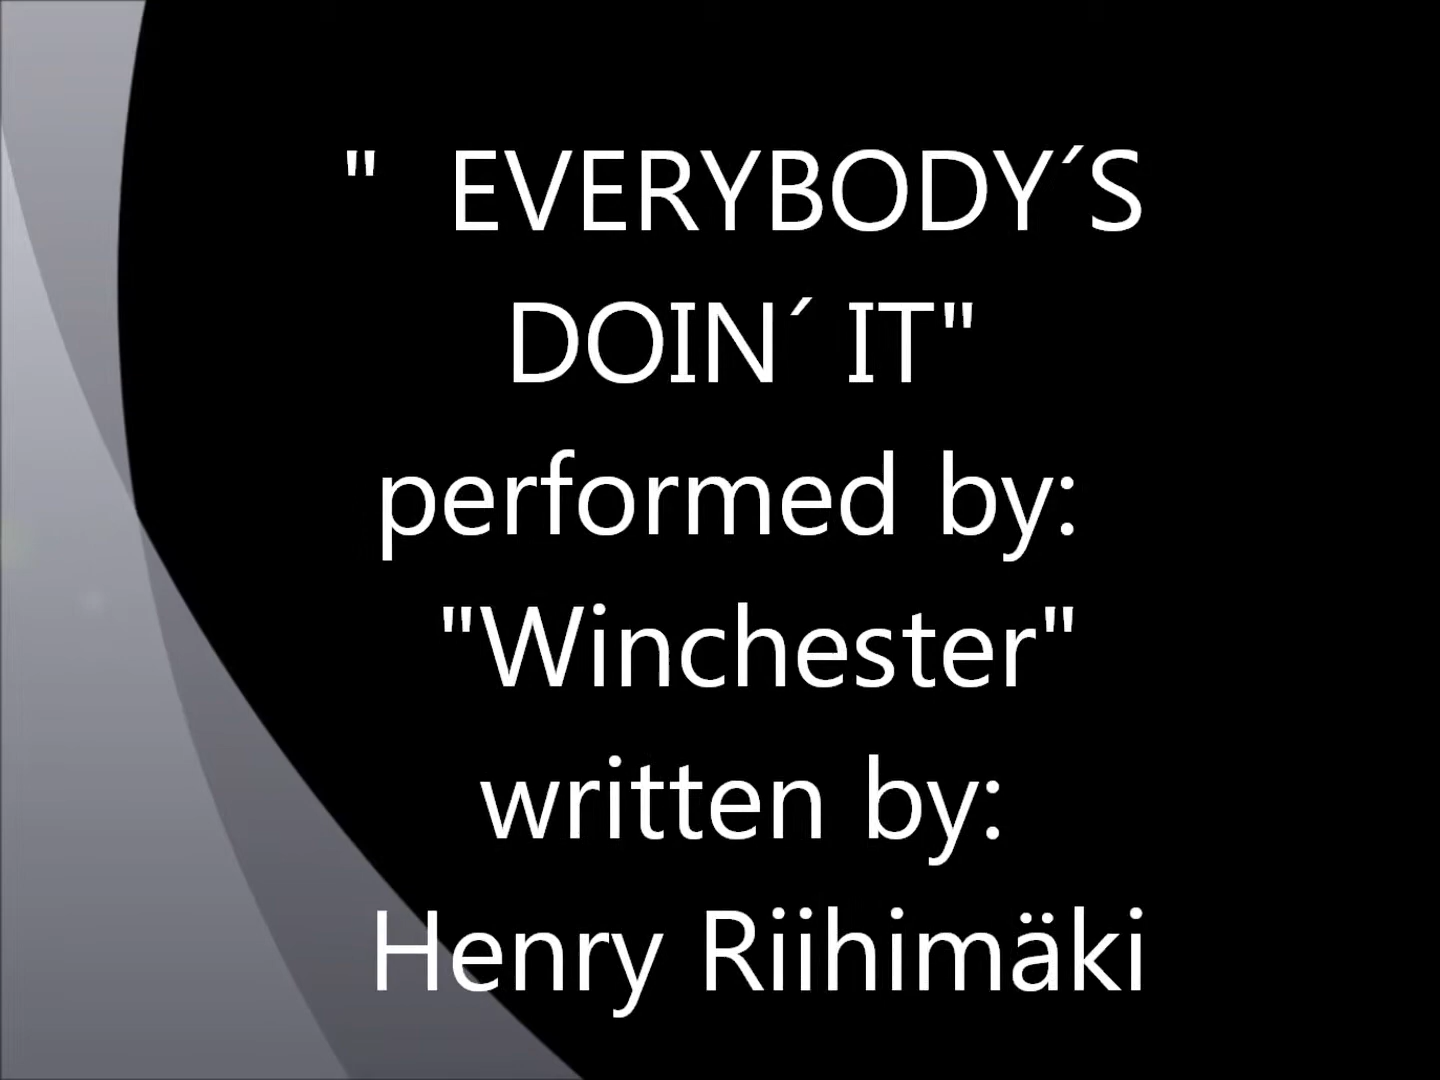 "  EVERYBODY´S
DOIN´ IT"
performed by:
"Winchester"
written by:
Henry Riihimäki